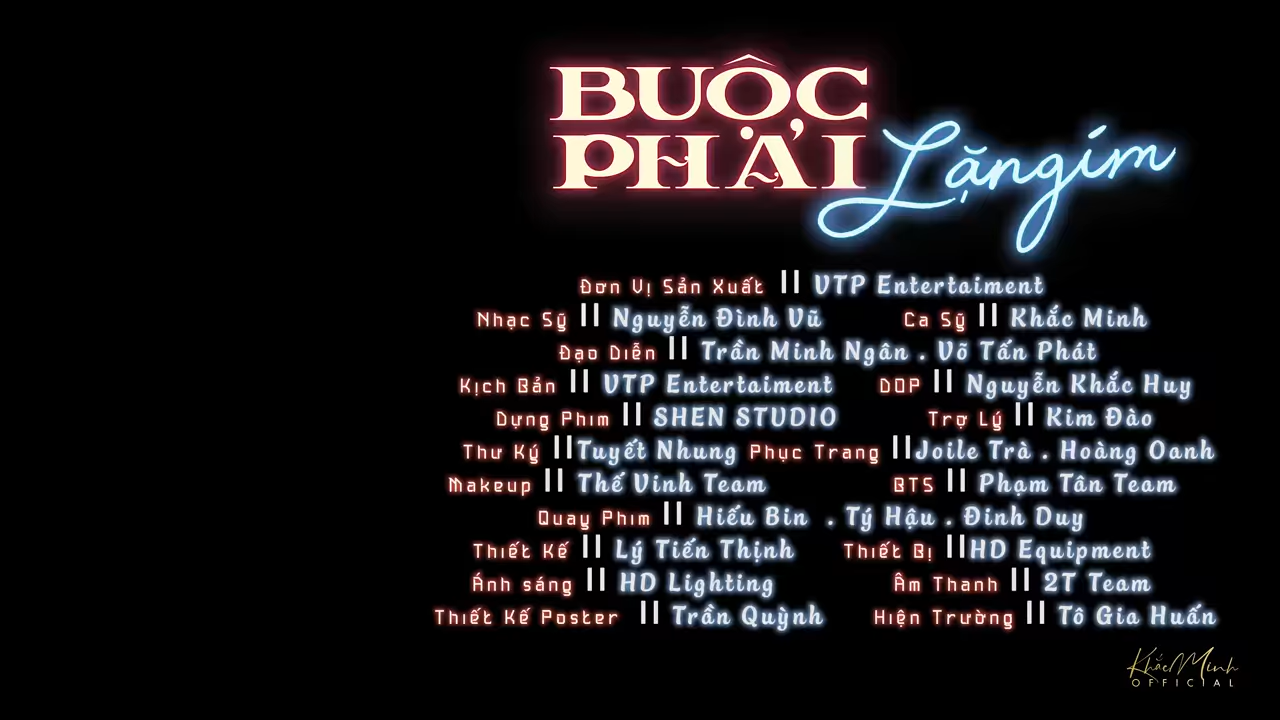 BUỘC
PHẢI Lặng im
Đơn Vị Sản Xuất || VTP Entertaiment
Nhạc Sỹ || Nguyễn Đình Vũ Ca Sỹ || Khắc Minh
Đạo Diễn || Trần Minh Ngân . Võ Tấn Phát
Kịch Bản || VTP Entertaiment DOP || Nguyễn Khắc Huy
Dựng Phim || SHEN STUDIO Trợ Lý || Kim Đào
Thư Ký ||Tuyết Nhung Phục Trang ||Joile Trà . Hoàng Oanh
Makeup || Thế Vinh Team BTS || Phạm Tân Team
Quay Phim || Hiếu Bin . Tý Hậu . Đinh Duy
Thiết Kế || Lý Tiến Thịnh Thiết Bị ||HD Equipment
Ánh sáng || HD Lighting Âm Thanh || 2T Team
Thiết Kế Poster || Trần Quỳnh Hiện Trường || Tô Gia Huấn
Khắc Minh
OFFICIAL